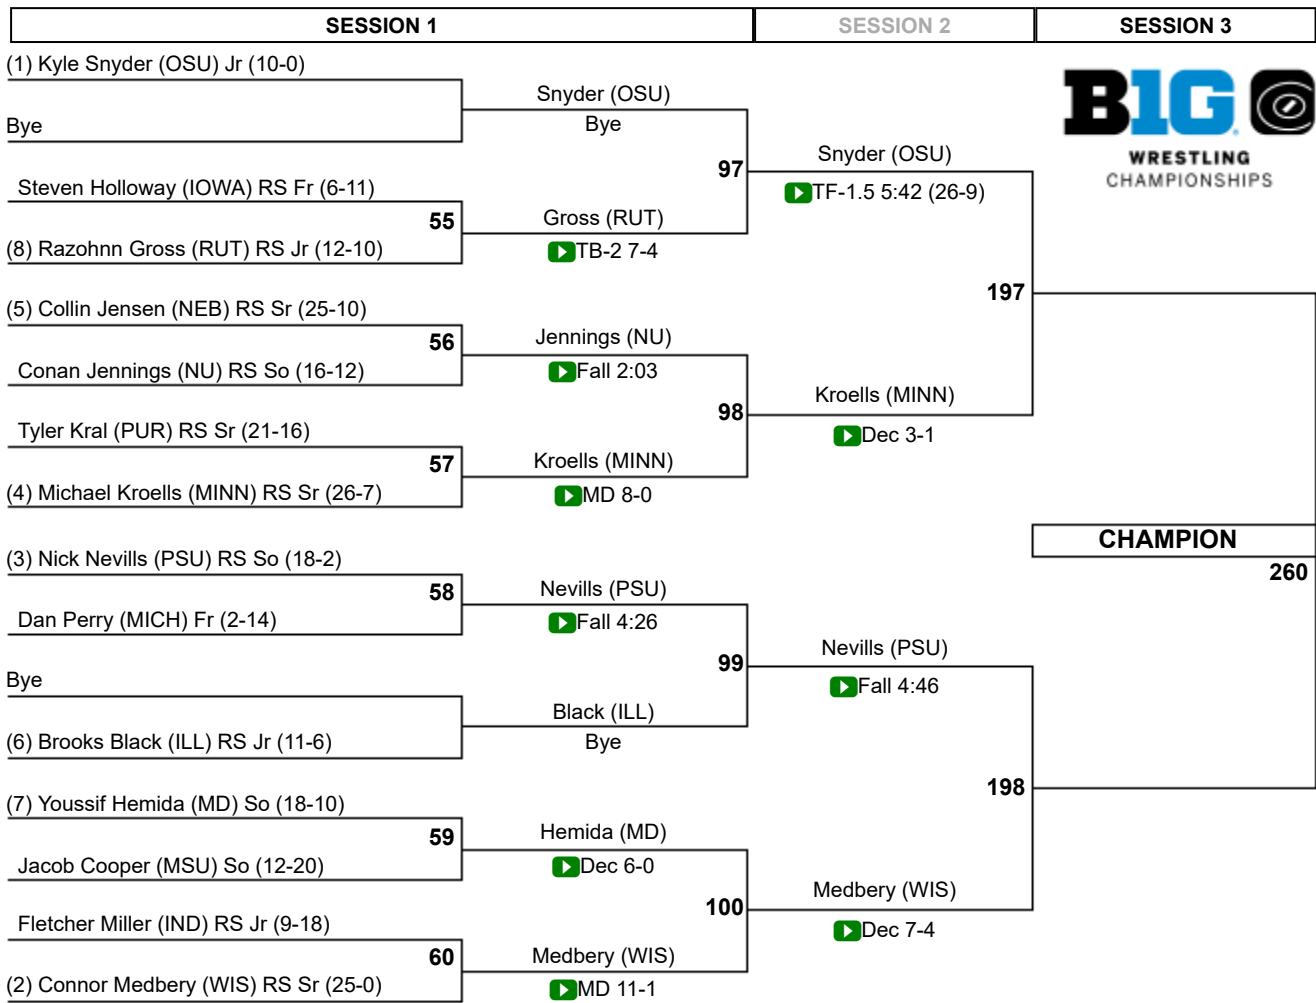 SESSION 1
SESSION 2
SESSION 3
(1) Kyle Snyder (OSU) Jr (10-0)
Bye
Steven Holloway (IOWA) RS Fr (6-11)
55
(8) Razohnn Gross (RUT) RS Jr (12-10)
(5) Collin Jensen (NEB) RS Sr (25-10)
56
Conan Jennings (NU) RS So (16-12)
Tyler Kral (PUR) RS Sr (21-16)
57
(4) Michael Kroells (MINN) RS Sr (26-7)
(3) Nick Nevills (PSU) RS So (18-2)
58
Dan Perry (MICH) Fr (2-14)
Bye
(6) Brooks Black (ILL) RS Jr (11-6)
(7) Youssif Hemida (MD) So (18-10)
59
Jacob Cooper (MSU) So (12-20)
Fletcher Miller (IND) RS Jr (9-18)
60
(2) Connor Medbery (WIS) RS Sr (25-0)
Snyder (OSU)
Bye
97
Gross (RUT)
TB-2 7-4
Jennings (NU)
Fall 2:03
98
Kroells (MINN)
MD 8-0
Nevills (PSU)
Fall 4:26
99
Black (ILL)
Bye
Hemida (MD)
Dec 6-0
100
Medbery (WIS)
MD 11-1
Snyder (OSU)
TF-1.5 5:42 (26-9)
197
Kroells (MINN)
Dec 3-1
Nevills (PSU)
Fall 4:46
198
Medbery (WIS)
Dec 7-4
B1G
WRESTLING
CHAMPIONSHIPS
CHAMPION
260